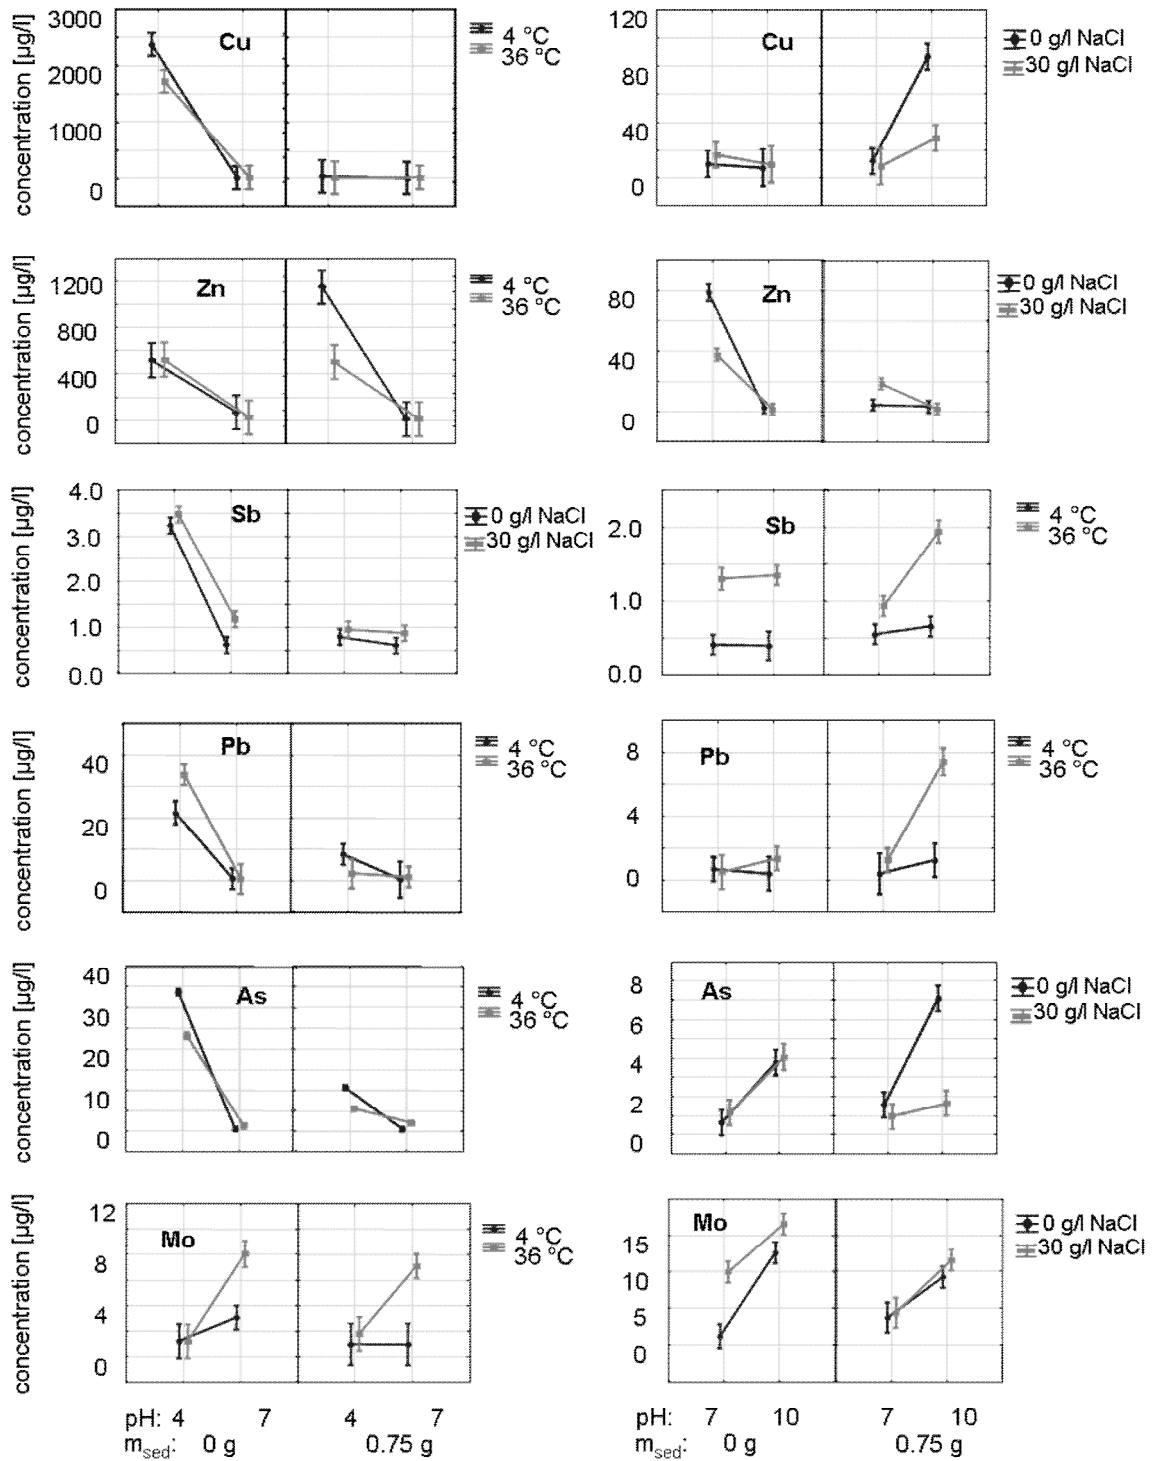 concentration [µg/l]
3000
2000
1000
0
Cu
4 °C
36 °C
120
80
40
0
Cu
0 g/l NaCl
30 g/l NaCl
concentration [µg/l]
1200
800
400
0
Zn
4 °C
36 °C
80
40
0
Zn
0 g/l NaCl
30 g/l NaCl
concentration [µg/l]
4.0
3.0
2.0
1.0
0.0
Sb
0 g/l NaCl
30 g/l NaCl
2.0
1.0
0.0
Sb
4 °C
36 °C
concentration [µg/l]
40
20
0
Pb
4 °C
36 °C
8
4
0
Pb
4 °C
36 °C
concentration [µg/l]
40
30
20
10
0
As
4 °C
36 °C
8
6
4
2
0
As
0 g/l NaCl
30 g/l NaCl
concentration [µg/l]
12
8
4
0
Mo
4 °C
36 °C
15
10
5
0
Mo
0 g/l NaCl
30 g/l NaCl
pH: 4 7 4 7
m_sed: 0 g 0.75 g
pH: 7 10 7 10
m_sed: 0 g 0.75 g